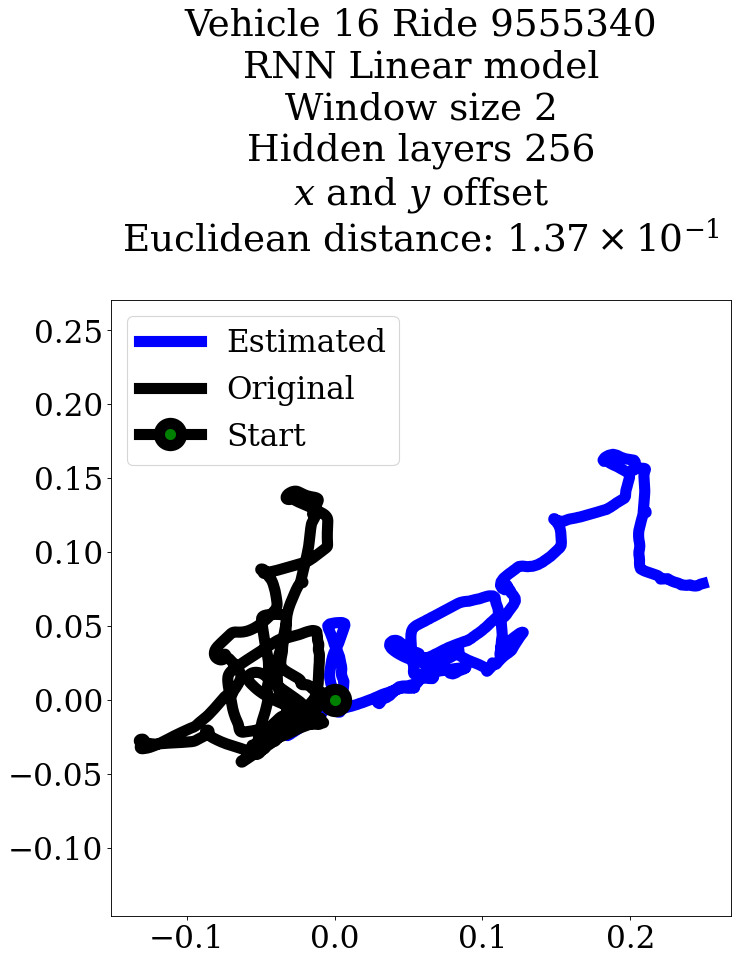 Vehicle 16 Ride 9555340
RNN Linear model
Window size 2
Hidden layers 256
x and y offset
Euclidean distance: 1.37 × 10⁻¹
Estimated
Original
Start
0.25
0.20
0.15
0.10
0.05
0.00
−0.05
−0.10
−0.1 0.0 0.1 0.2